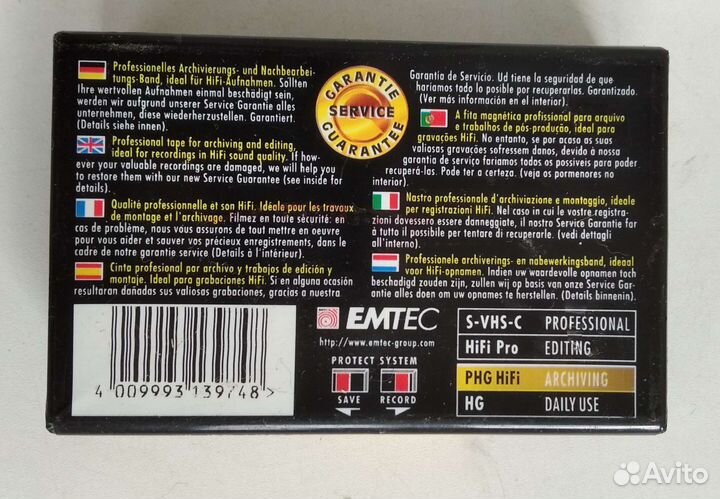 Professionelles Archivierungs- und Nachbearbei-
tungs-Band, ideal für HiFi-Aufnahmen. Sollten
Ihre wertvollen Aufnahmen einmal beschädigt sein,
werden wir aufgrund unserer Service Garantie alles
unternehmen, diese wiederherzustellen. Garantiert.
(Details siehe innen).
Professional tape for archiving and editing,
ideal for recordings in HiFi sound quality. If how-
ever your valuable recordings are damaged, we will help you
to restore them with our new Service Guarantee (see inside for
details).
Qualité professionnelle et son HiFi. Idéale pour les travaux
de montage et l'archivage. Filmez en toute sécurité: en
cas de problème, nous vous assurons de tout mettre en oeuvre
pour vous aider et sauver vos précieux enregistrements, dans le
cadre de notre garantie service (Détails à l'intérieur).
Cinta profesional par archivo y trabajos de edición y
montaje. Ideal para grabaciones HiFi. Si en alguna ocasión
resultaran danadas sus valiosas grabaciones, gracias a nuestra
GARANTIE
SERVICE
GUARANTEE
Garantia de Servicio. Ud tiene la seguridad de que
haríamos todo lo posible por recuperarlas. Garantizado.
(Ver más información en el interior).
A fita magnética profissional para arquivo
e trabalhos de pós-produção, ideal para
gravações HiFi. No entanto, se por acaso as suas
valiosas gravações sofressem danos, devido à nossa
garantia de serviço fariamos todos os possíveis para poder
recuperá-las. Pode ter a certeza. (veja os pormenores no
interior)
Nastro professionale d'archiviazione e montaggio, ideale
per registrazioni HiFi. Nel caso in cui le vostre registra-
zioni dovessero essere danneggiate, il nostro Service Garantie far
à tutto il possibile per tentare di recuperarle. (vedi dettagli
all'interno).
Professionele archiverings- en nabewerkingsband, ideaal
voor HiFi-opnamen. Indien uw waardevolle opnamen toch
beschadigd zouden zijn, zullen wij op basis van onze Service Gar-
antie alles doen om uw opnamen te herstellen. (Details binnenin).
EMTEC
http://www.emtec-group.com
PROTECT SYSTEM
SAVE RECORD
S-VHS-C PROFESSIONAL
HiFi Pro EDITING
PHG HiFi ARCHIVING
HG DAILY USE
4 009993 139748 >
Avito